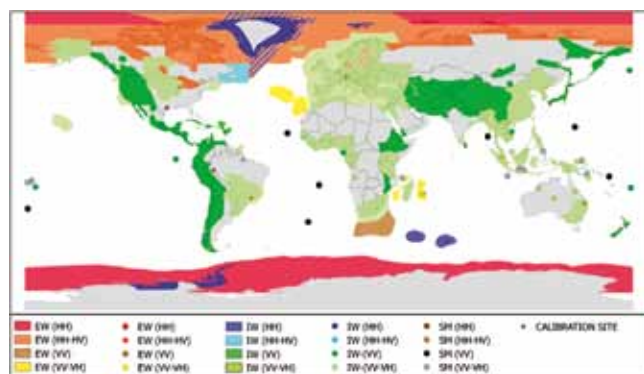 EW (HH) EW (HH) IW (HH) IW (HH) SM (HH) CALIBRATION SITE
EW (HH-HV) EW (HH-HV) IW (HH-HV) IW (HH-HV) SM (HH-HV)
EW (VV) EW (VV) IW (VV) IW-(VV) SM (VV)
EW (VV-VH) EW (VV-VH) IW (VV-VH) IW-(VV-VH) SM (VV-VH)